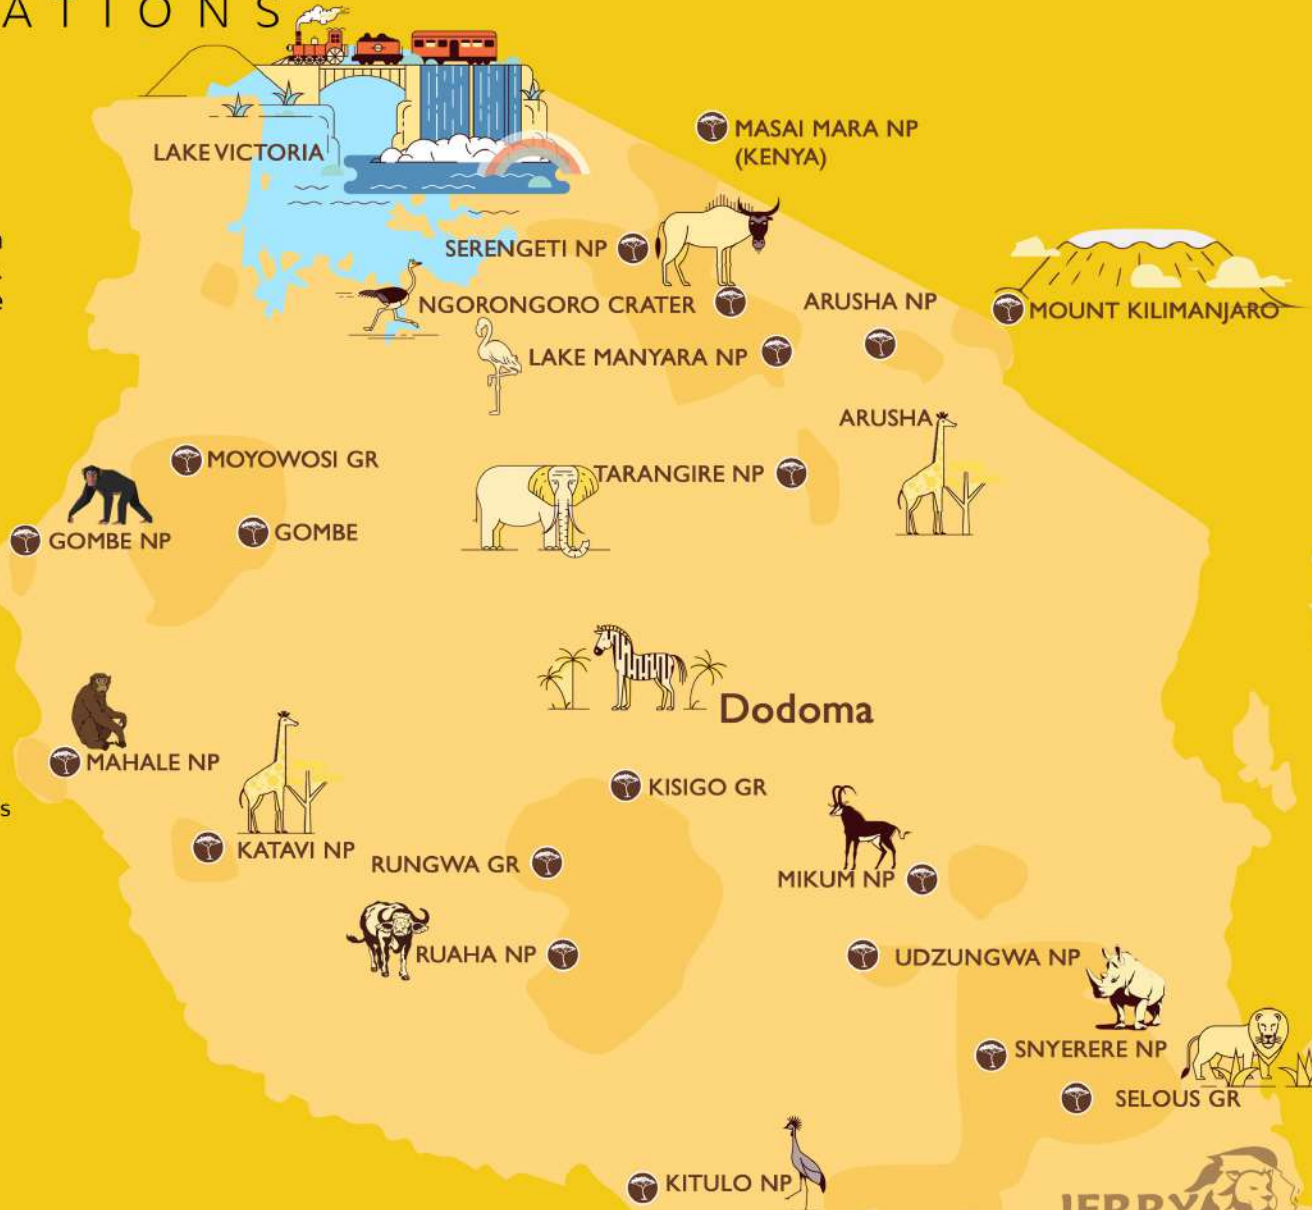 ATIONS
MASAI MARA NP
(KENYA)
LAKE VICTORIA
SERENGETI NP
NGORONGORO CRATER
ARUSHA NP
MOUNT KILIMANJARO
LAKE MANYARA NP
ARUSHA
MOYOWOSI GR
TARANGIRE NP
GOMBE NP
GOMBE
Dodoma
MAHALE NP
KISIGO GR
s
KATAVI NP
RUNGWA GR
MIKUM NP
RUAHA NP
UDZUNGWA NP
SNYERERE NP
SELOUS GR
KITULO NP
JERRY